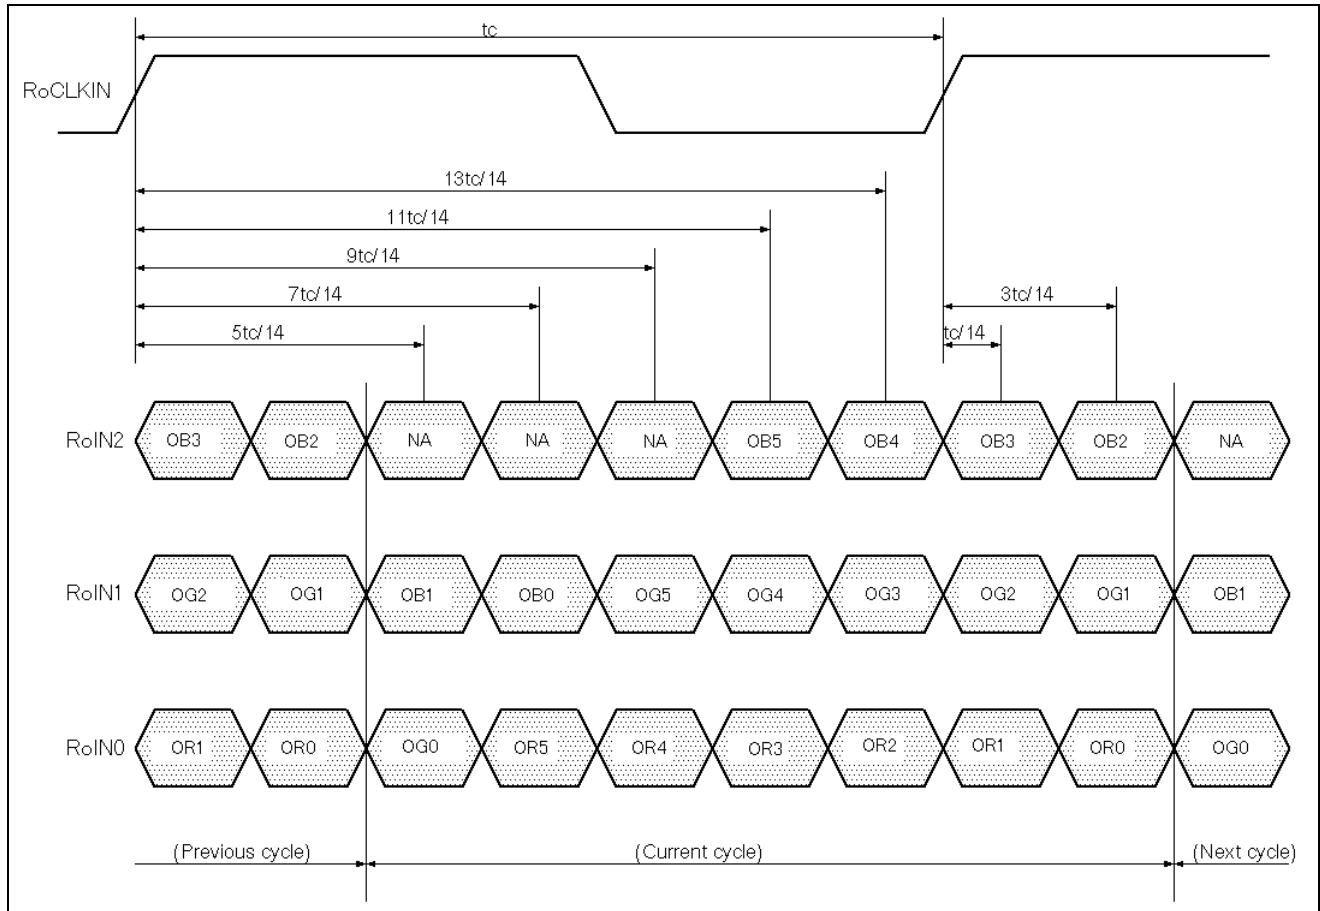 tc
RoCLKIN
13tc/14
11tc/14
9tc/14
7tc/14
3tc/14
5tc/14
tc/14
RoIN2 OB3 OB2 NA NA NA OB5 OB4 OB3 OB2 NA
RoIN1 OG2 OG1 OB1 OB0 OG5 OG4 OG3 OG2 OG1 OB1
RoIN0 OR1 OR0 OG0 OR5 OR4 OR3 OR2 OR1 OR0 OG0
(Previous cycle) (Current cycle) (Next cycle)